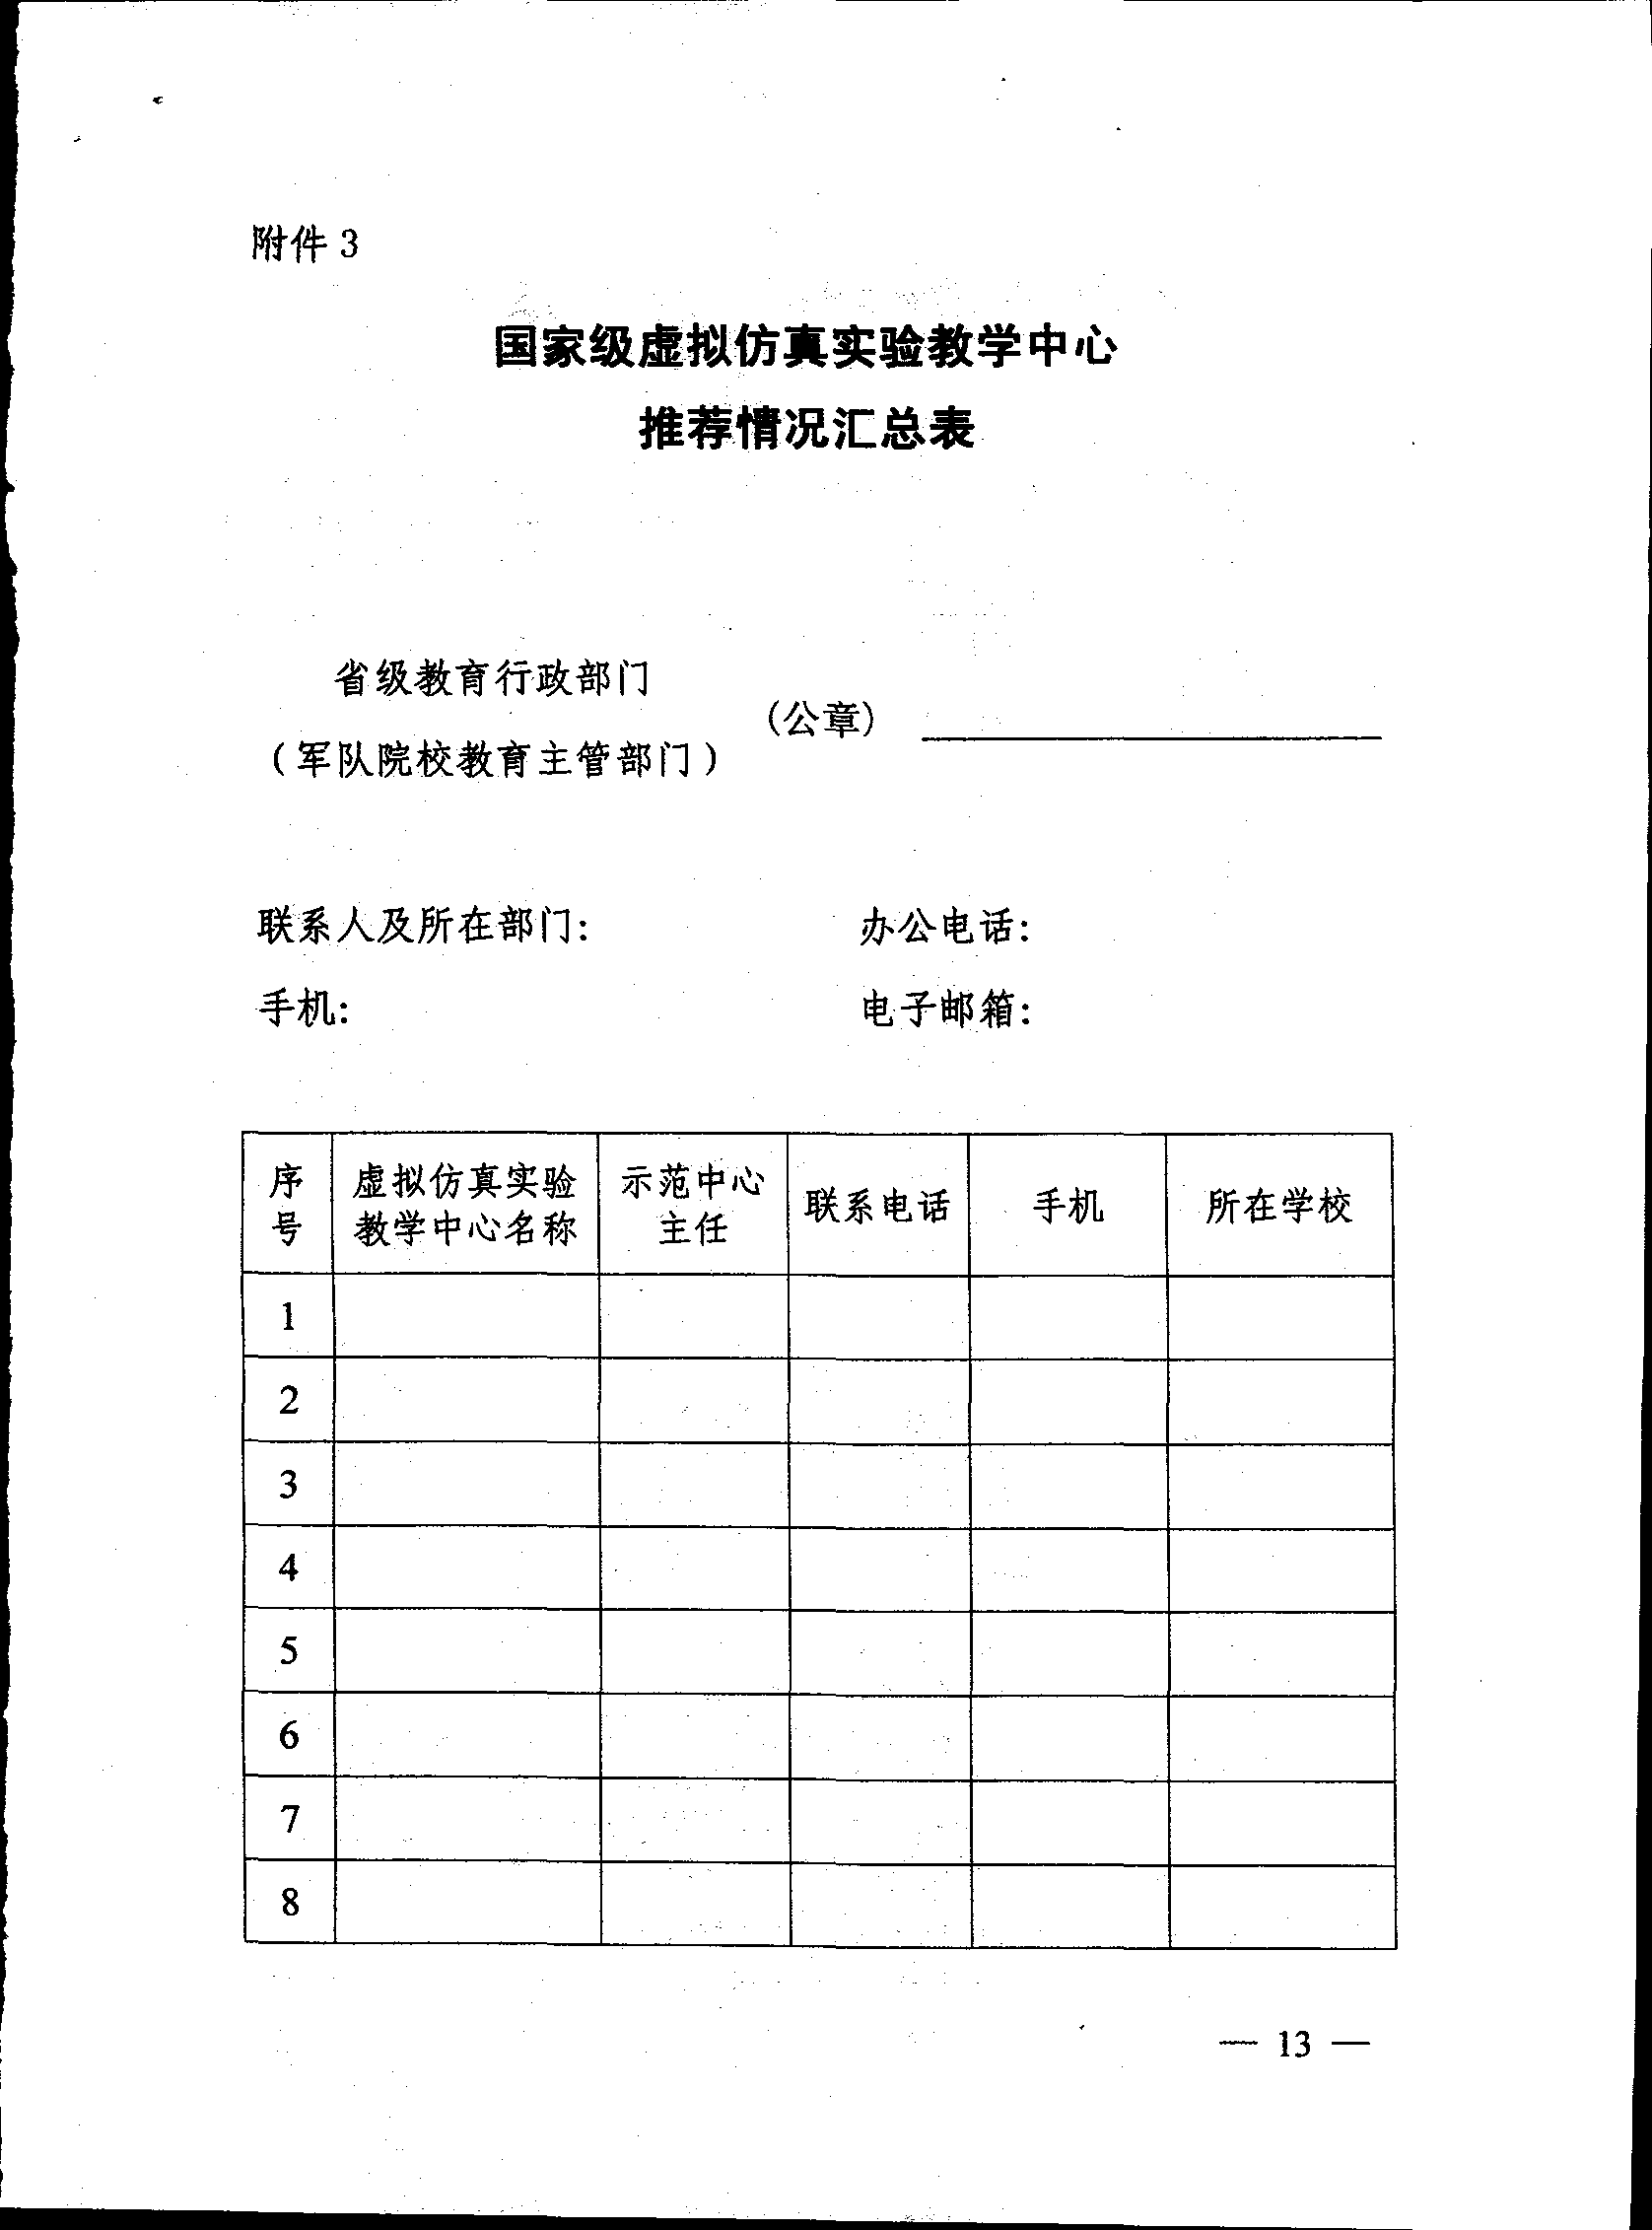 附件 3
国家级虚拟仿真实验教学中心
推荐情况汇总表
省级教育行政部门
(公章)
（军队院校教育主管部门）
联系人及所在部门:
办公电话:
手机:
电子邮箱:
序号
虚拟仿真实验
教学中心名称
示范中心
主任
联系电话
手机
所在学校
1
2
3
4
5
6
7
8
— 13 —